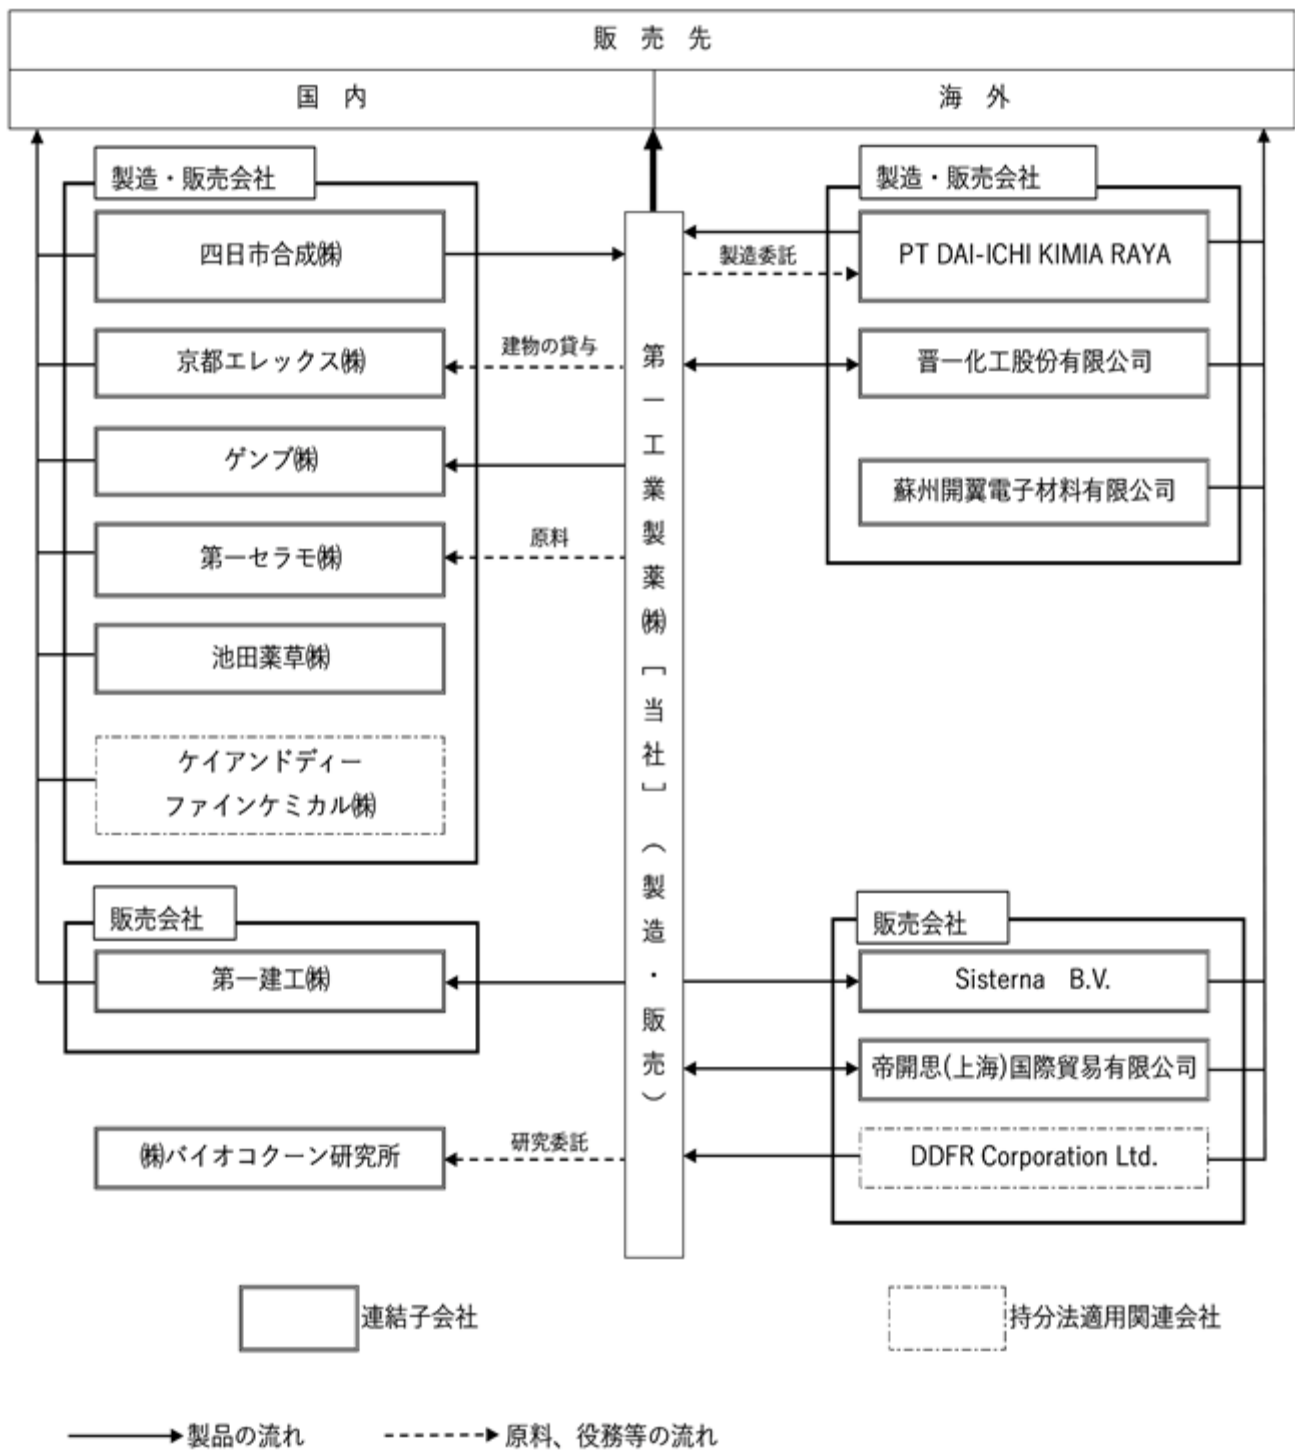 販 売 先
国 内
海 外
製造・販売会社
四日市合成㈱
京都エレックス㈱
建物の貸与
ゲンブ㈱
第一セラモ㈱
原料
池田薬草㈱
ケイアンドディー
ファインケミカル㈱
販売会社
第一建工㈱
㈱バイオコクーン研究所
研究委託
第一工業製薬㈱[当社](製造・販売)
製造・販売会社
製造委託
PT DAI-ICHI KIMIA RAYA
晋一化工股份有限公司
蘇州開翼電子材料有限公司
販売会社
Sisterna B.V.
帝開思(上海)国際貿易有限公司
DDFR Corporation Ltd.
連結子会社
持分法適用関連会社
製品の流れ
原料、役務等の流れ